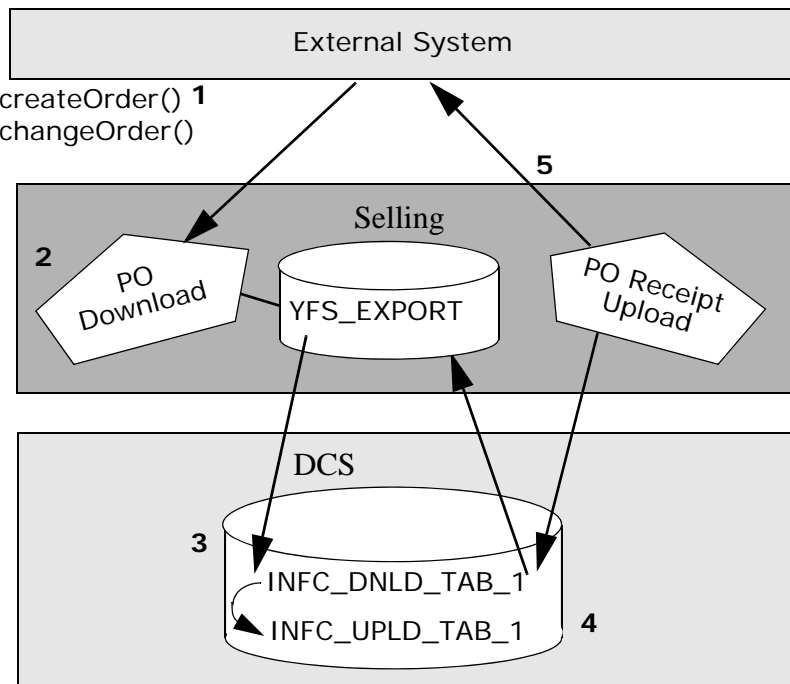 External System
createOrder() 1
changeOrder()
5
Selling
2
PO
Download
YFS_EXPORT
PO Receipt
Upload
DCS
3
INFC_DNLD_TAB_1
INFC_UPLD_TAB_1
4